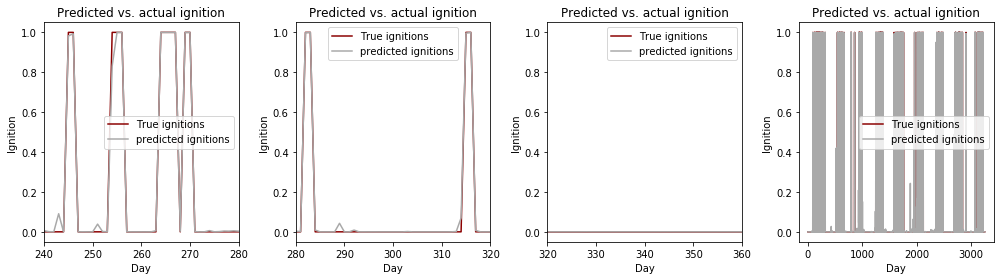 Predicted vs. actual ignition
Predicted vs. actual ignition
Predicted vs. actual ignition
Predicted vs. actual ignition
Ignition
1.0
0.8
0.6
0.4
0.2
0.0
True ignitions
predicted ignitions
240
250
260
270
280
Day
Ignition
1.0
0.8
0.6
0.4
0.2
0.0
True ignitions
predicted ignitions
280
290
300
310
320
Day
Ignition
1.0
0.8
0.6
0.4
0.2
0.0
True ignitions
predicted ignitions
320
330
340
350
360
Day
Ignition
1.0
0.8
0.6
0.4
0.2
0.0
True ignitions
predicted ignitions
0
1000
2000
3000
Day